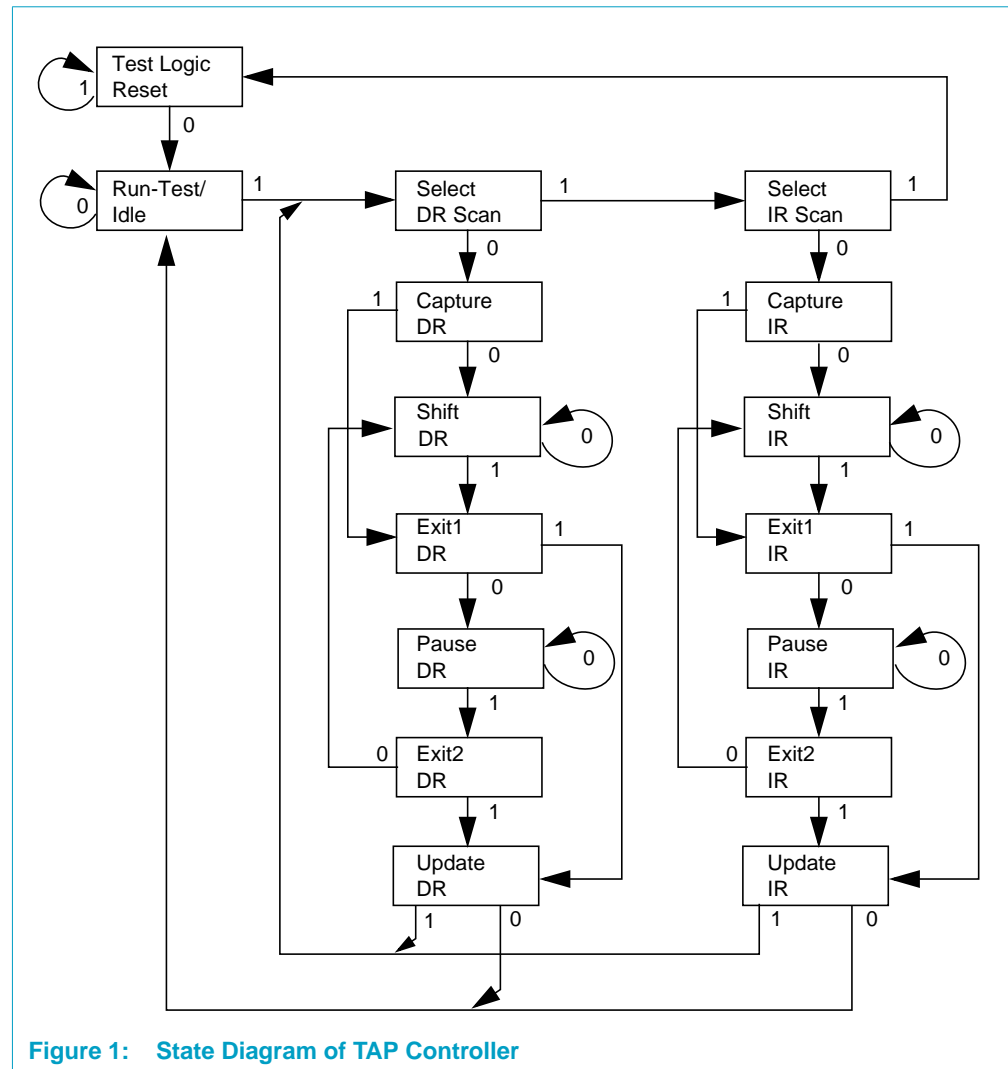 Test Logic
Reset
1
0
Run-Test/
Idle
0
1
Select
DR Scan
1
Select
IR Scan
1
0
0
Capture
DR
1
0
Capture
IR
1
0
Shift
DR
0
1
Shift
IR
0
1
Exit1
DR
1
0
Exit1
IR
1
0
Pause
DR
0
1
Pause
IR
0
1
Exit2
DR
0
1
Exit2
IR
0
1
Update
DR
1
0
Update
IR
1
0
Figure 1: State Diagram of TAP Controller